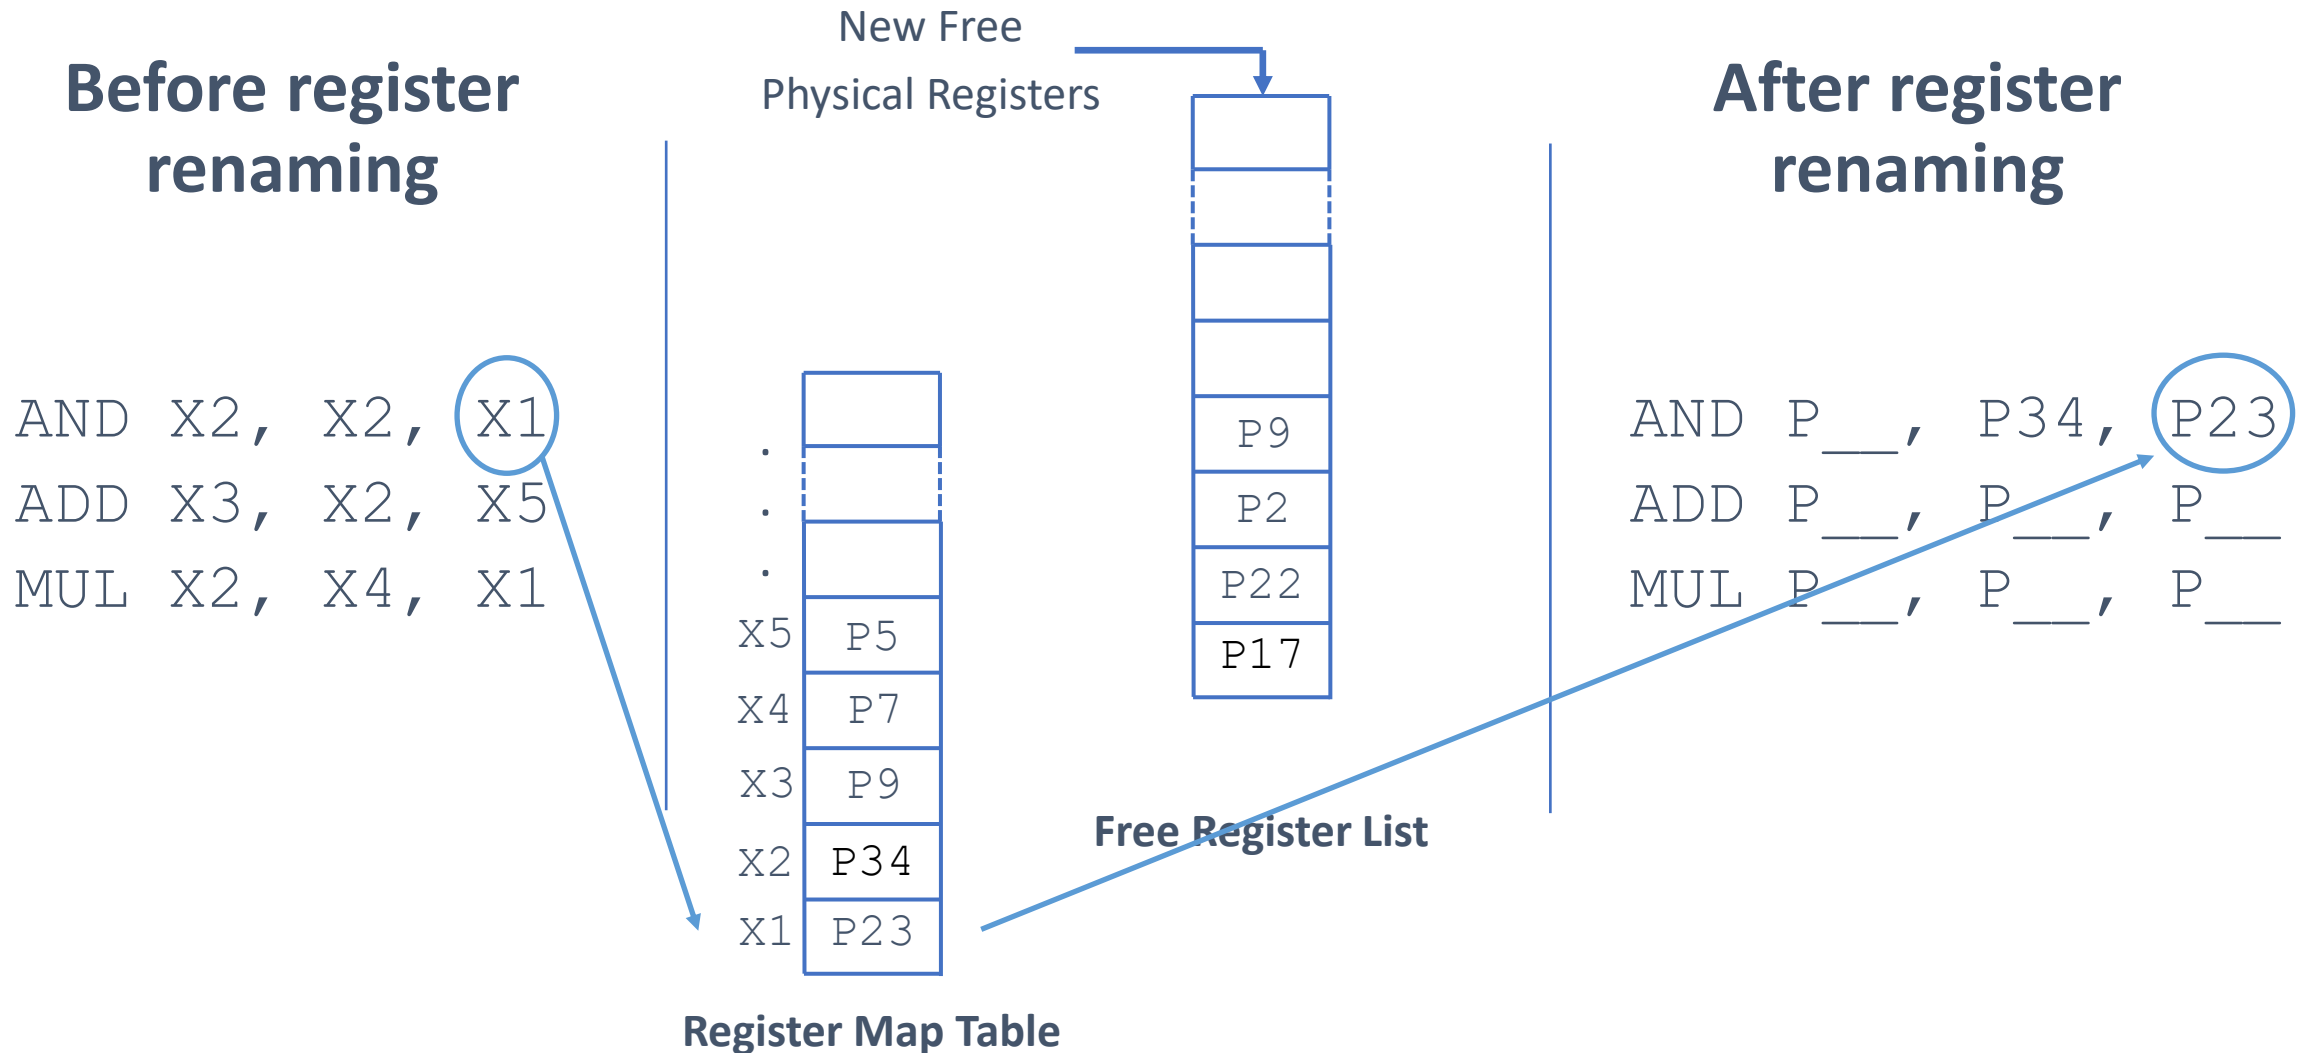 Before register
renaming
AND X2, X2, X1
ADD X3, X2, X5
MUL X2, X4, X1
New Free
Physical Registers
.
.
.
X5 P5
X4 P7
X3 P9
X2 P34
X1 P23
Register Map Table
P9
P2
P22
P17
Free Register List
After register
renaming
AND P__, P34, P23
ADD P__, P__, P__
MUL P__, P__, P__